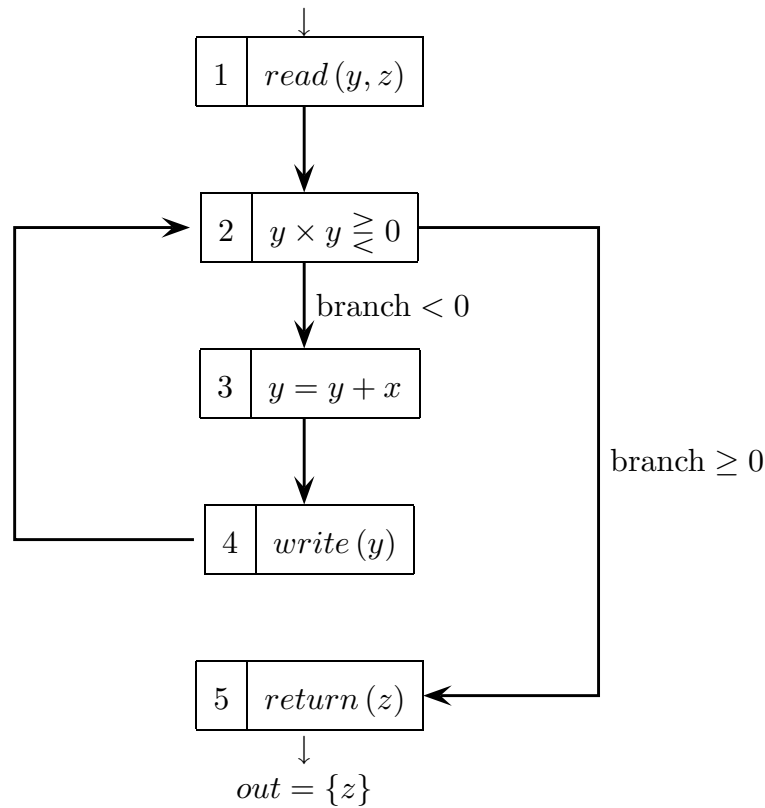 1 read (y, z)
2 y × y ⋛ 0
branch < 0
3 y = y + x
branch ≥ 0
4 write (y)
5 return (z)
out = {z}